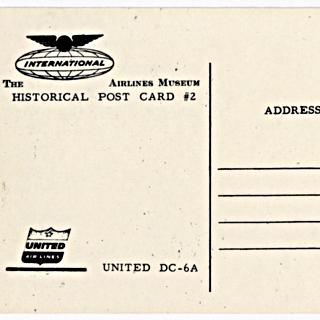 INTERNATIONAL
THE AIRLINES MUSEUM
HISTORICAL POST CARD #2
ADDRESS
UNITED
AIR LINES
UNITED DC-6A